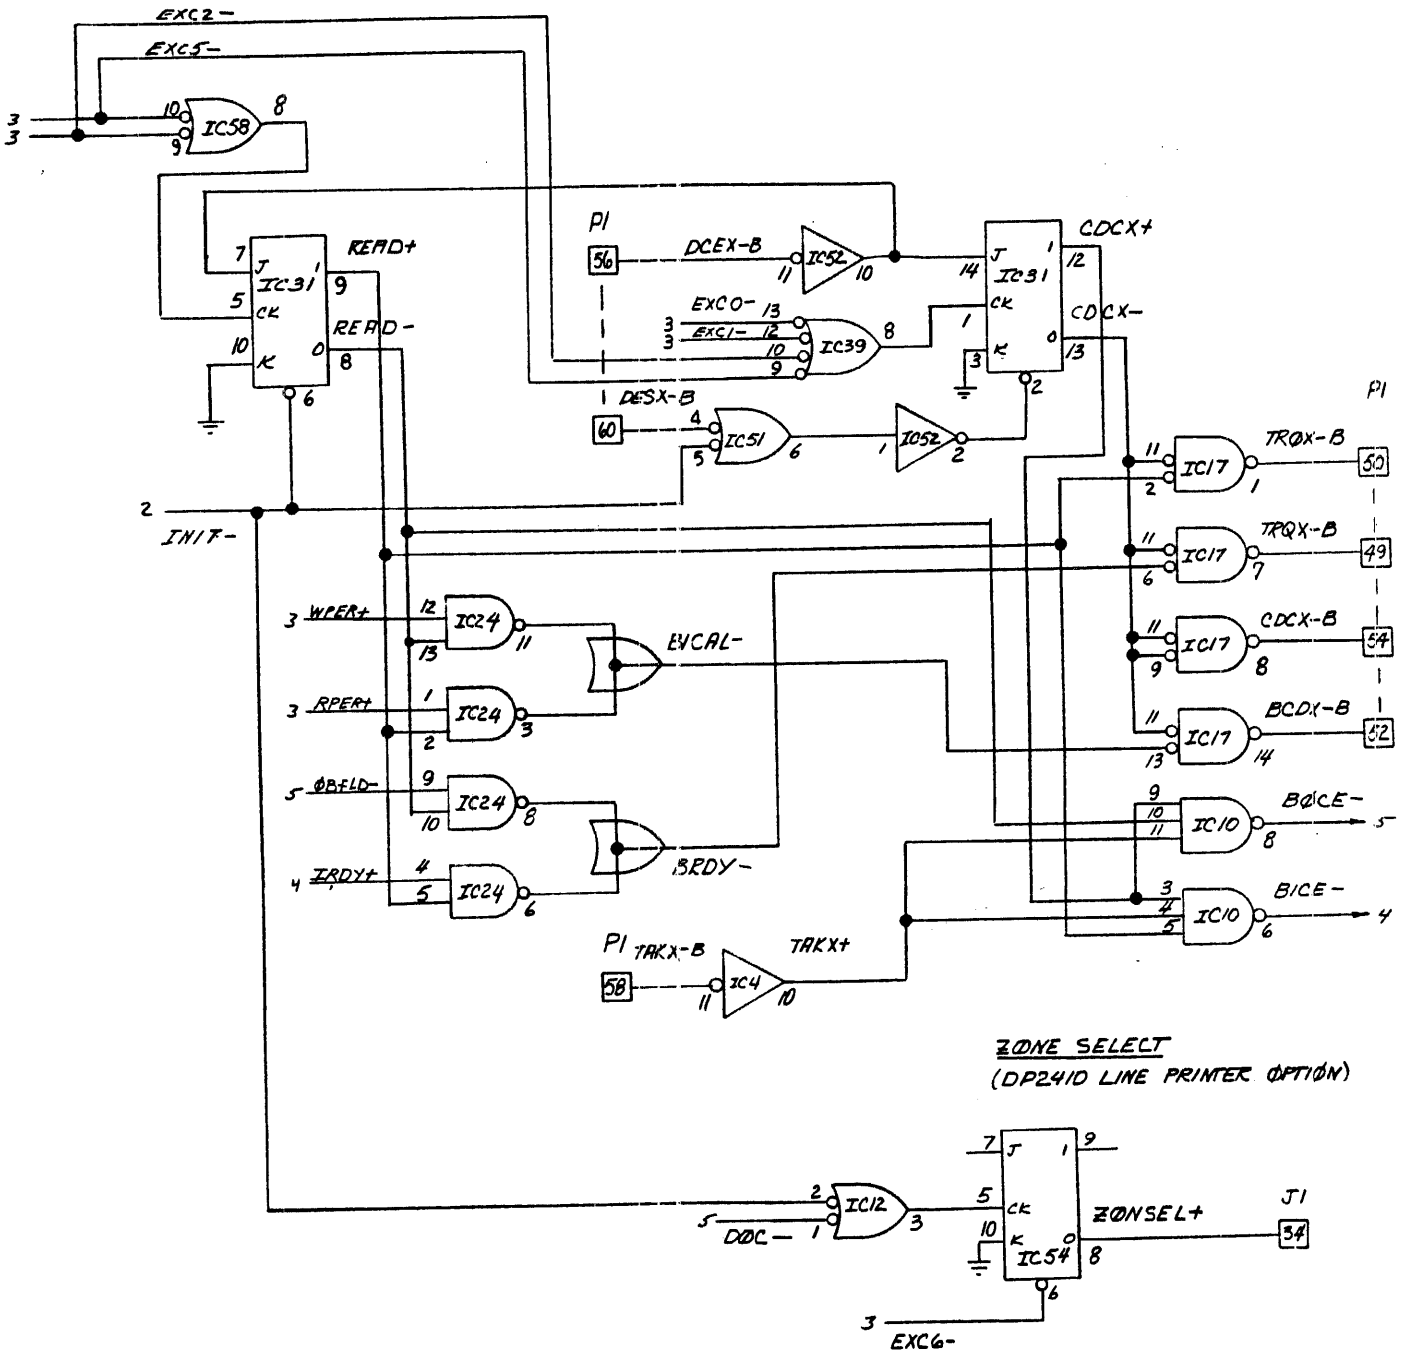 EXC2-
EXC5-
3
3
10
9
IC58
8
P1
56
DCEX-B
11
IC52
10
7
5
10
J
IC31
CK
K
1
0
9
8
6
READ+
READ-
EXC0-
13
3
EXC1-
12
3
10
9
IC39
8
14
1
3
J
IC31
CK
K
1
0
12
13
2
CDCX+
CDCX-
DESX-B
60
4
5
IC51
6
1
IC52
2
2
INIT-
P1
11
2
IC17
1
TRØX-B
50
11
6
IC17
7
TRQX-B
49
11
9
IC17
8
CDCX-B
54
11
13
IC17
14
BCDX-B
52
3
WPER+
12
13
IC24
11
3
RPER+
1
2
IC24
3
5
ØBFLD-
9
10
IC24
8
4
IRDY+
4
5
IC24
6
BRDY-
9
10
11
IC10
8
BØCE-
5
3
4
5
IC10
6
BICE-
4
P1
58
TAKX-B
11
IC4
10
TAKX+
ZØNE SELECT
(DP2410 LINE PRINTER ØPTIØN)
2
1
IC12
3
5
DØC-
7
5
10
J
CK
K
1
0
IC54
9
8
6
ZØNSEL+
J1
34
3
EXC6-